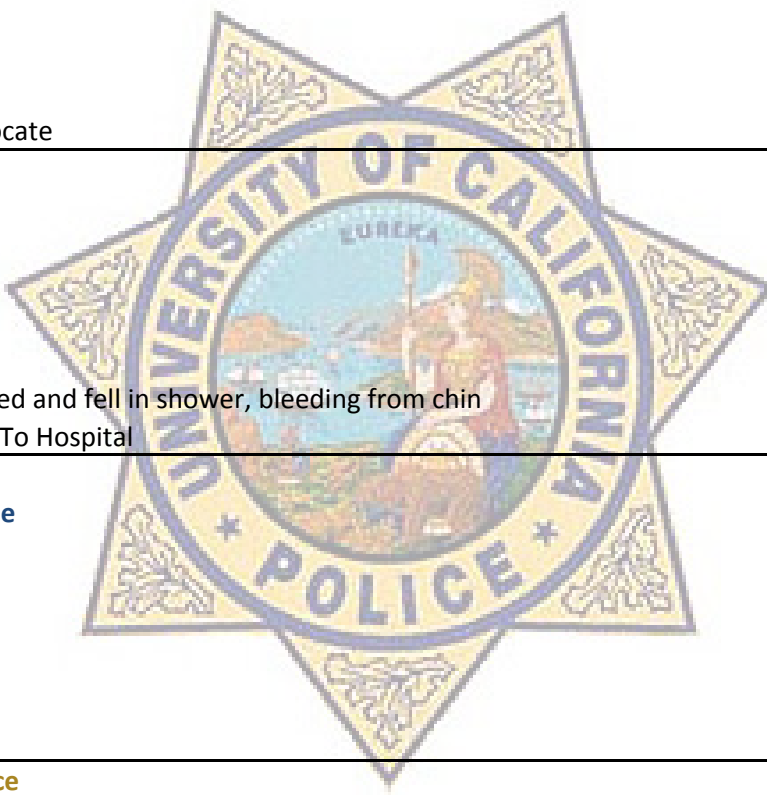 ocate
UNIVERSITY OF CALIFORNIA
EUREKA
ed and fell in shower, bleeding from chin
To Hospital
e
POLICE
ce